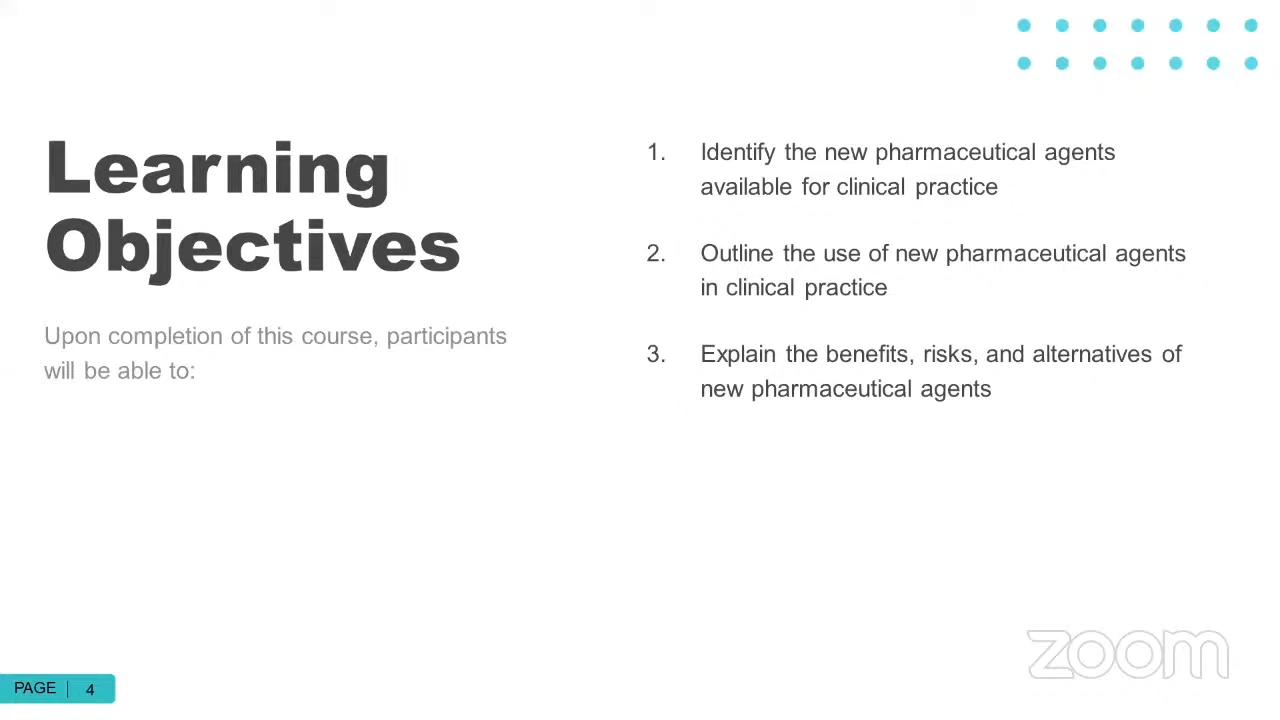 Learning
Objectives
Upon completion of this course, participants
will be able to:
1. Identify the new pharmaceutical agents
available for clinical practice
2. Outline the use of new pharmaceutical agents
in clinical practice
3. Explain the benefits, risks, and alternatives of
new pharmaceutical agents
zoom
PAGE | 4